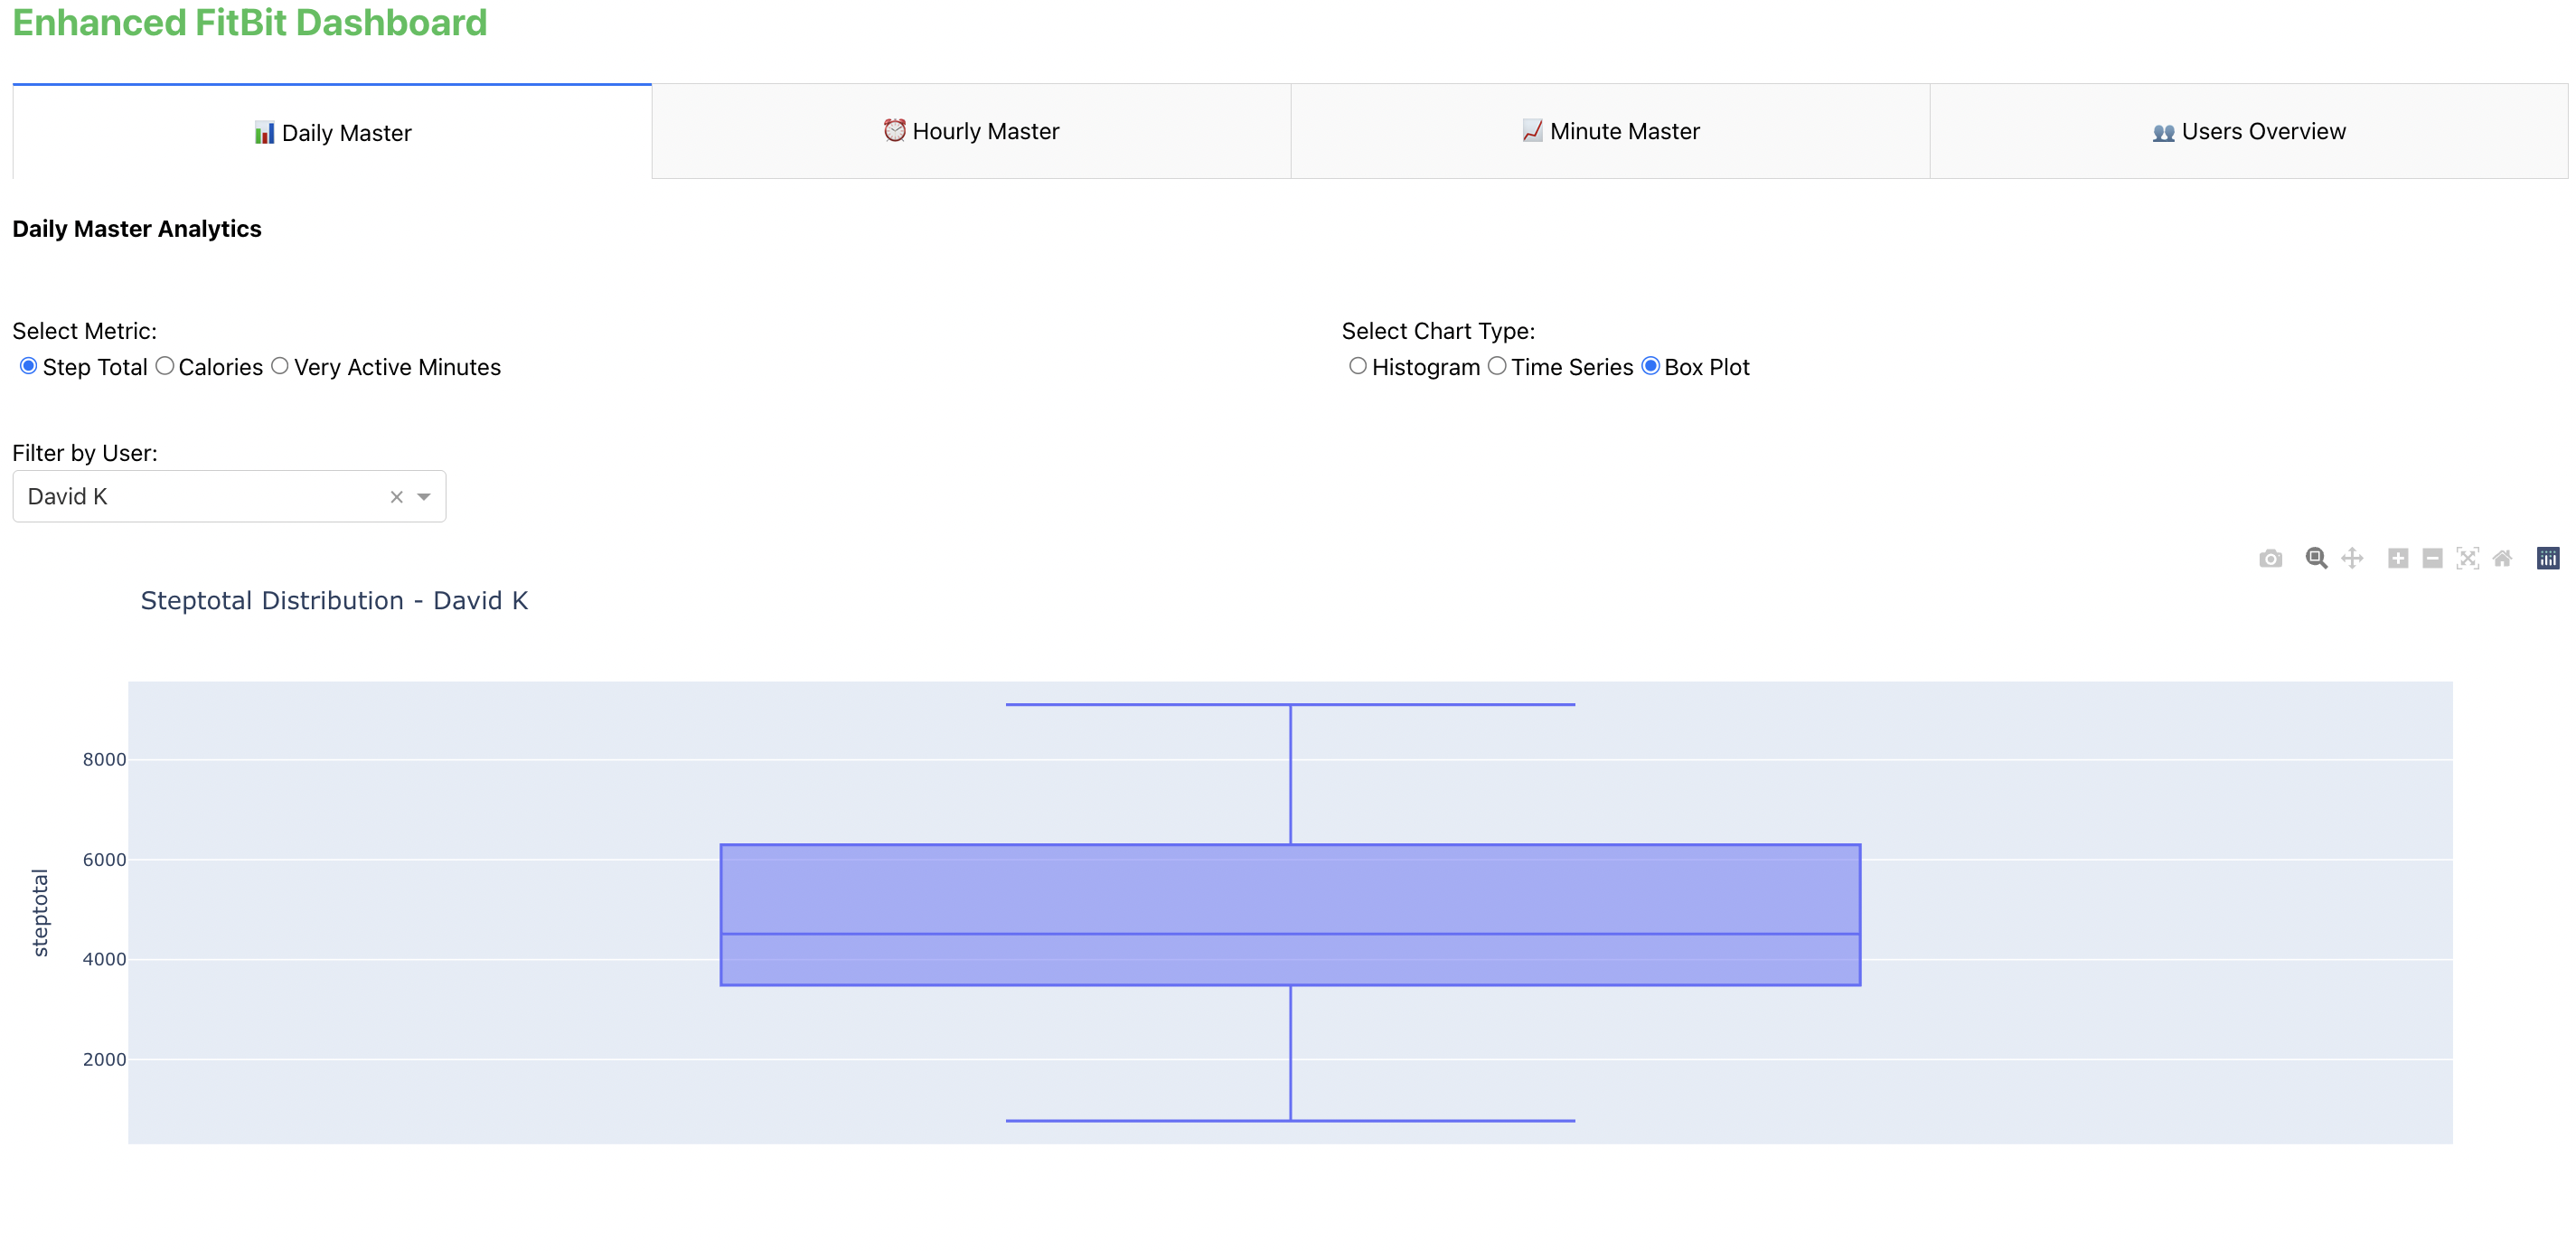 Enhanced FitBit Dashboard
📊 Daily Master
⏰ Hourly Master
📈 Minute Master
👥 Users Overview
Daily Master Analytics
Select Metric:
Step Total Calories Very Active Minutes
Select Chart Type:
Histogram Time Series Box Plot
Filter by User:
David K
Steptotal Distribution - David K
steptotal
8000
6000
4000
2000